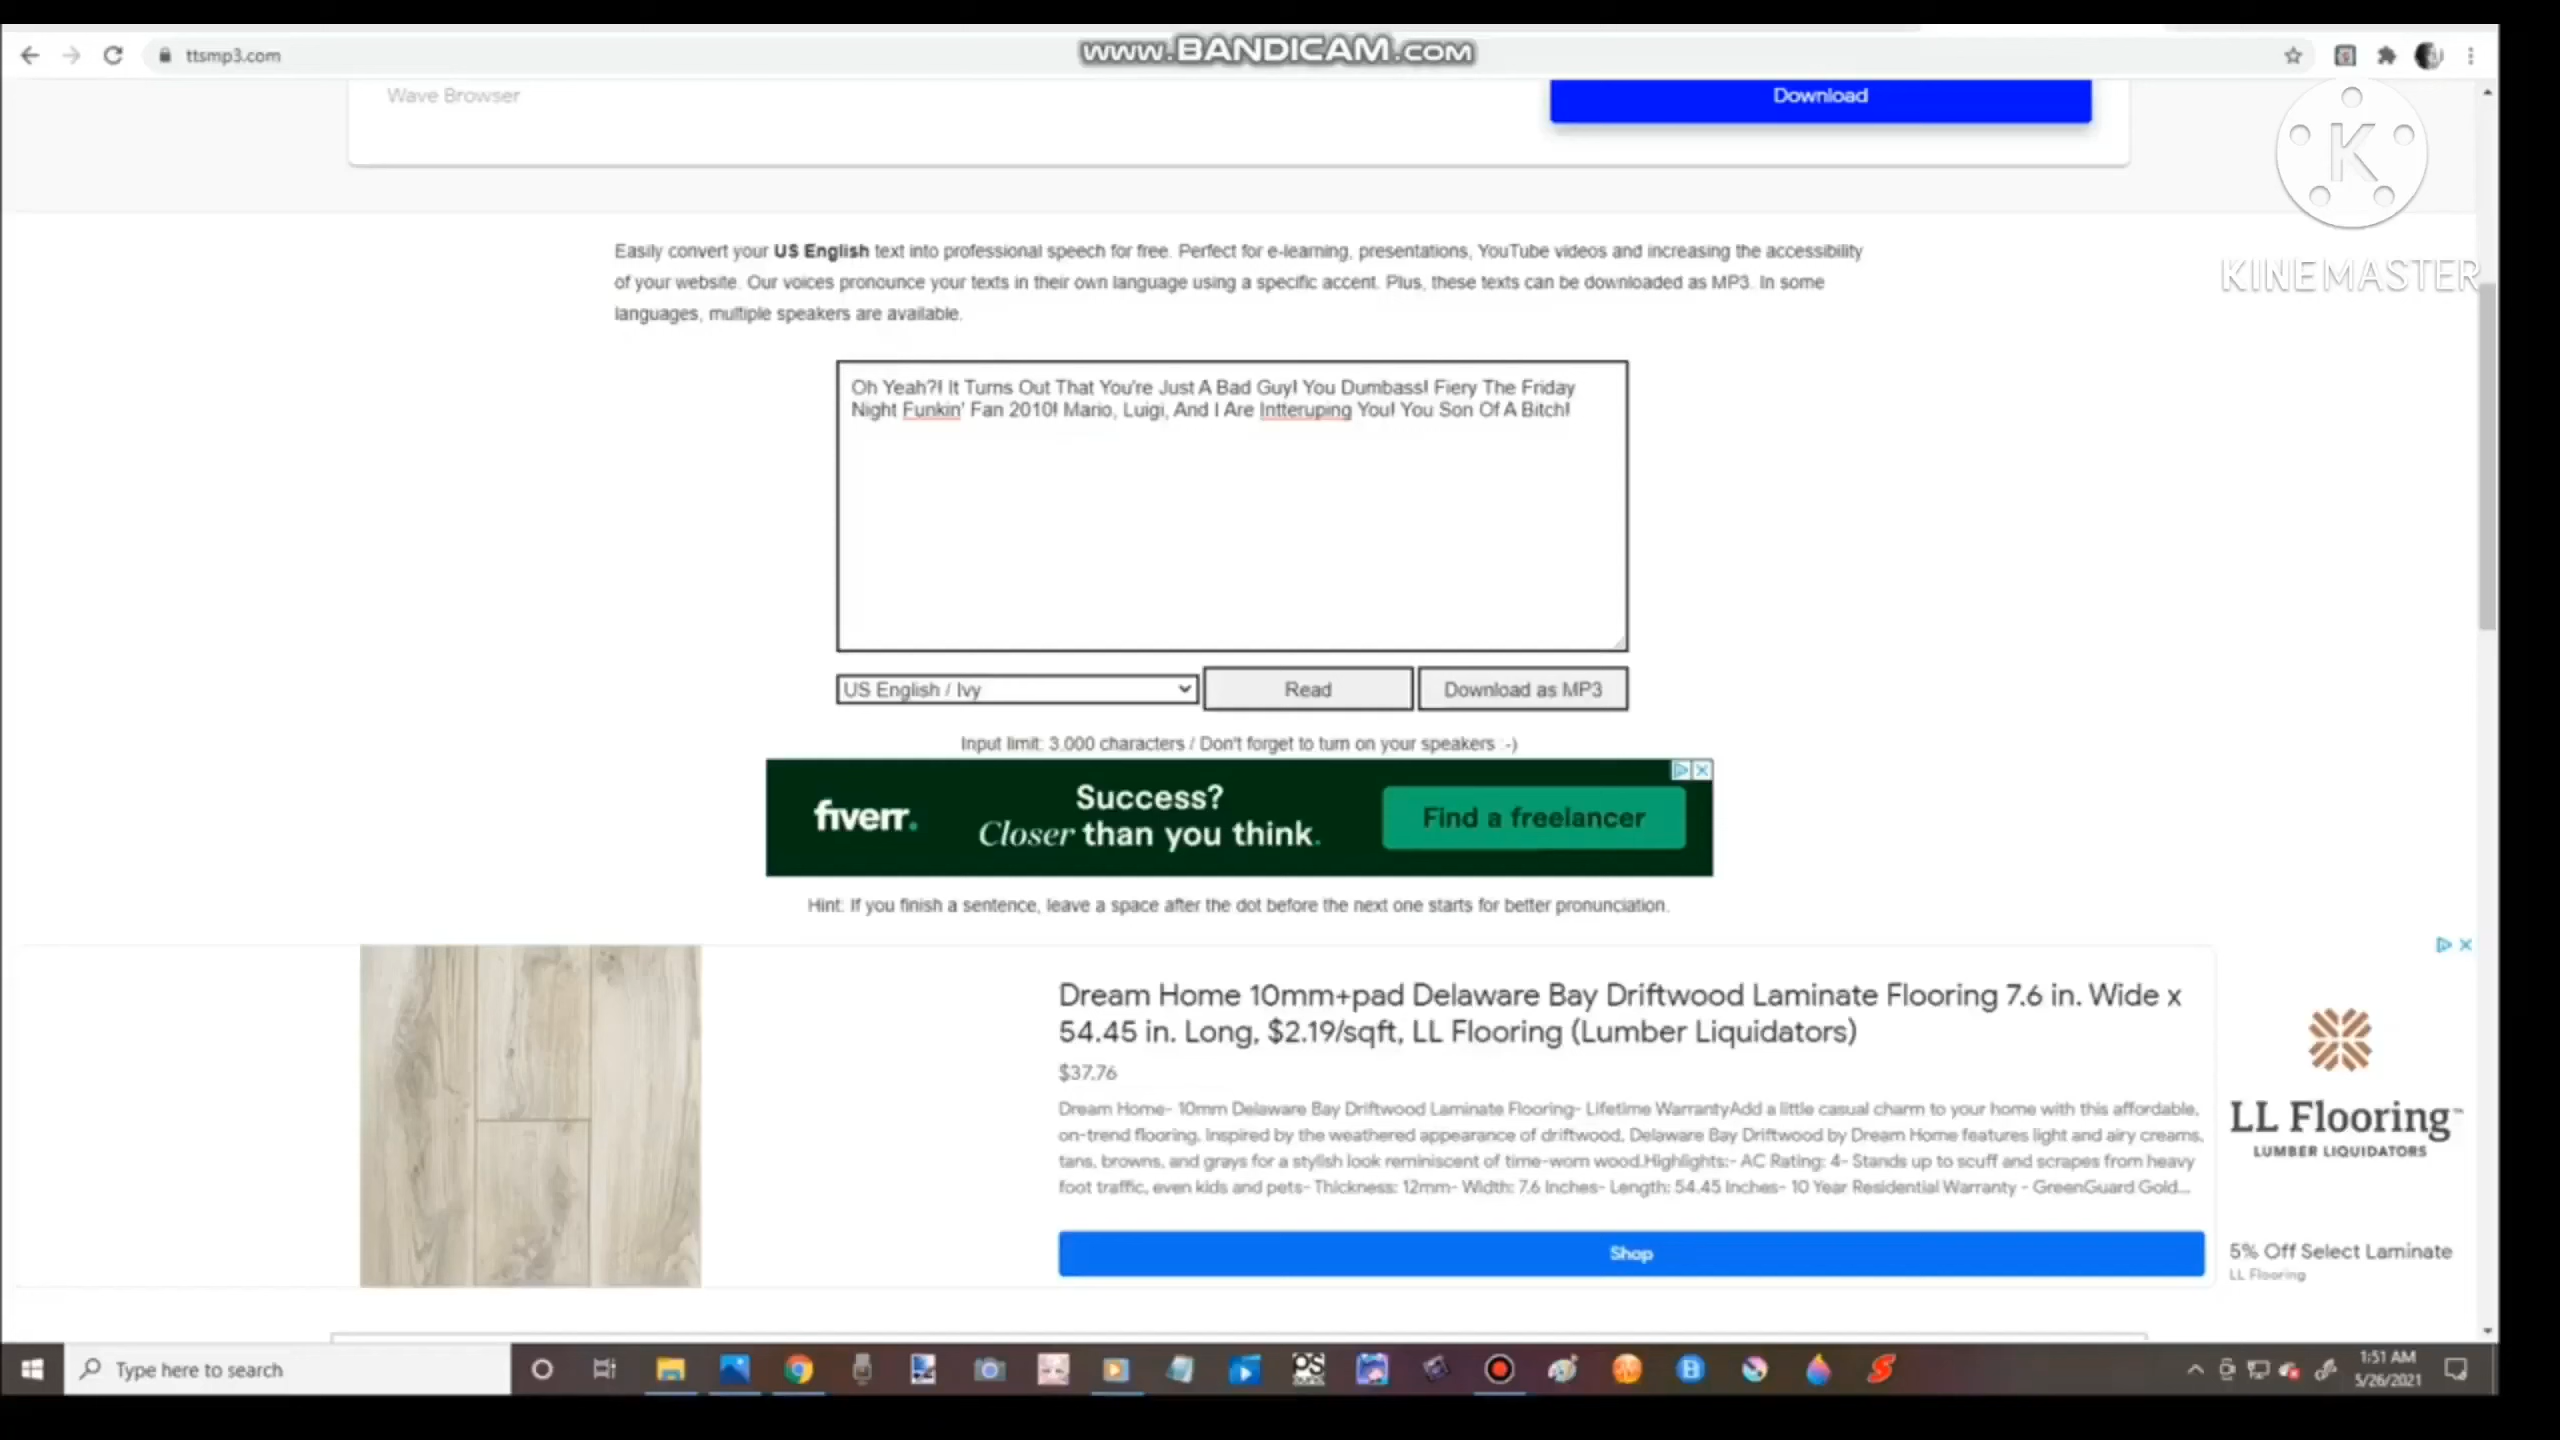 ttsmp3.com
www.BANDICAM.com
Wave Browser
Download
KINEMASTER
Easily convert your US English text into professional speech for free. Perfect for e-learning, presentations, YouTube videos and increasing the accessibility
of your website. Our voices pronounce your texts in their own language using a specific accent. Plus, these texts can be downloaded as MP3. In some
languages, multiple speakers are available.
Oh Yeah?! It Turns Out That You're Just A Bad Guy! You Dumbass! Fiery The Friday
Night Funkin' Fan 2010! Mario, Luigi, And I Are Intteruping You! You Son Of A Bitch!
US English / Ivy
Read
Download as MP3
Input limit: 3.000 characters / Don't forget to turn on your speakers :-)
fiverr.
Success?
Closer than you think.
Find a freelancer
Hint: If you finish a sentence, leave a space after the dot before the next one starts for better pronunciation.
Dream Home 10mm+pad Delaware Bay Driftwood Laminate Flooring 7.6 in. Wide x
54.45 in. Long, $2.19/sqft, LL Flooring (Lumber Liquidators)
$37.76
Dream Home- 10mm Delaware Bay Driftwood Laminate Flooring- Lifetime WarrantyAdd a little casual charm to your home with this affordable,
on-trend flooring. Inspired by the weathered appearance of driftwood, Delaware Bay Driftwood by Dream Home features light and airy creams,
tans, browns, and grays for a stylish look reminiscent of time-worn wood.Highlights:- AC Rating: 4- Stands up to scuff and scrapes from heavy
foot traffic, even kids and pets- Thickness: 12mm- Width: 7.6 Inches- Length: 54.45 Inches- 10 Year Residential Warranty - GreenGuard Gold...
Shop
LL Flooring
LUMBER LIQUIDATORS
5% Off Select Laminate
LL Flooring
Type here to search
1:51 AM
5/26/2021